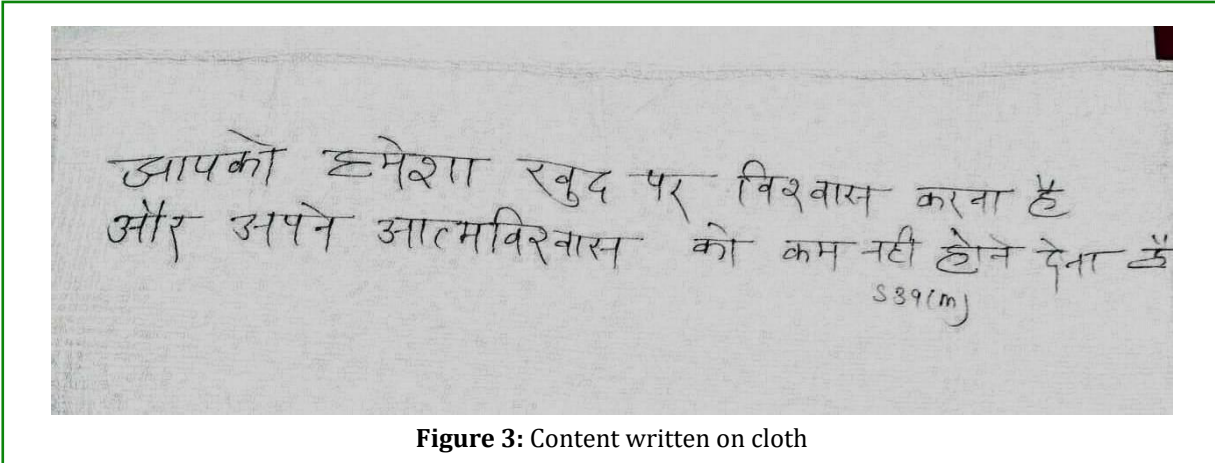 आपको हमेशा खुद पर विश्वास करना है
और अपने आत्मविश्वास को कम नही होने देना है
S39(m)
Figure 3: Content written on cloth